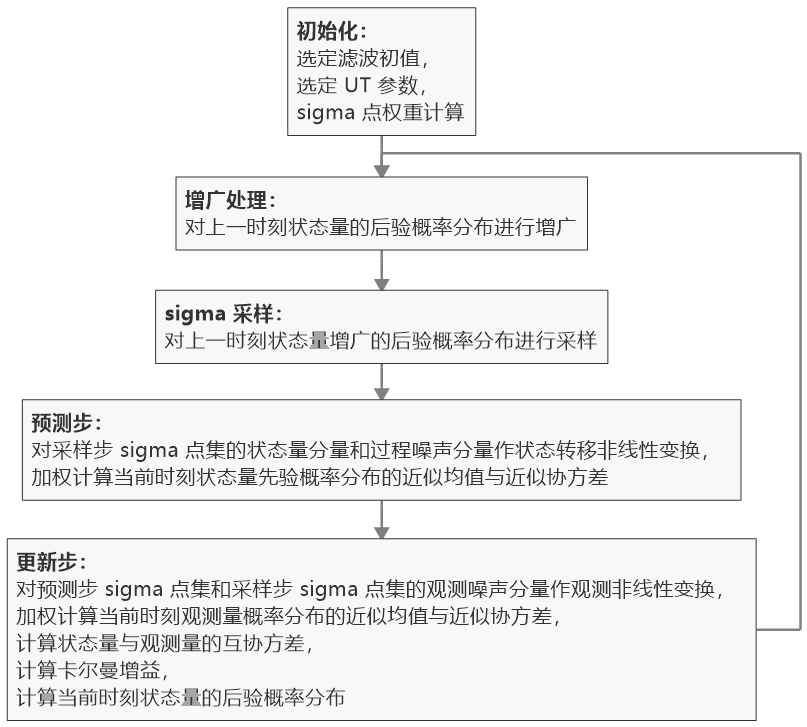 初始化：
选定滤波初值，
选定 UT 参数，
sigma 点权重计算
增广处理：
对上一时刻状态量的后验概率分布进行增广
sigma 采样：
对上一时刻状态量增广的后验概率分布进行采样
预测步：
对采样步 sigma 点集的状态量分量和过程噪声分量作状态转移非线性变换，
加权计算当前时刻状态量先验概率分布的近似均值与近似协方差
更新步：
对预测步 sigma 点集和采样步 sigma 点集的观测噪声分量作观测非线性变换，
加权计算当前时刻观测量概率分布的近似均值与近似协方差，
计算状态量与观测量的互协方差，
计算卡尔曼增益，
计算当前时刻状态量的后验概率分布